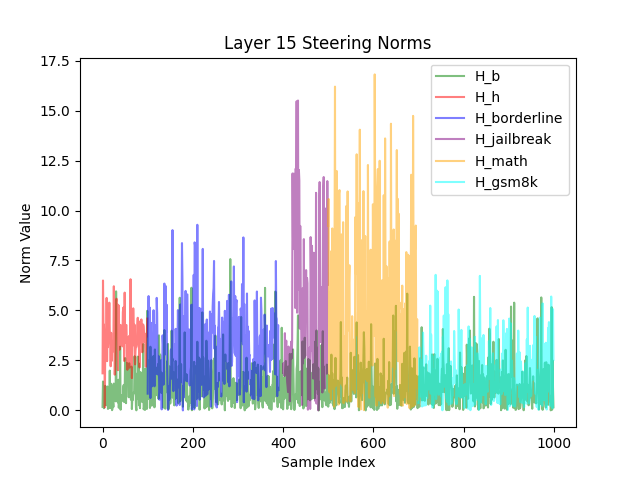 Layer 15 Steering Norms
17.5
15.0
12.5
10.0
7.5
5.0
2.5
0.0
Norm Value
H_b
H_h
H_borderline
H_jailbreak
H_math
H_gsm8k
0
200
400
600
800
1000
Sample Index